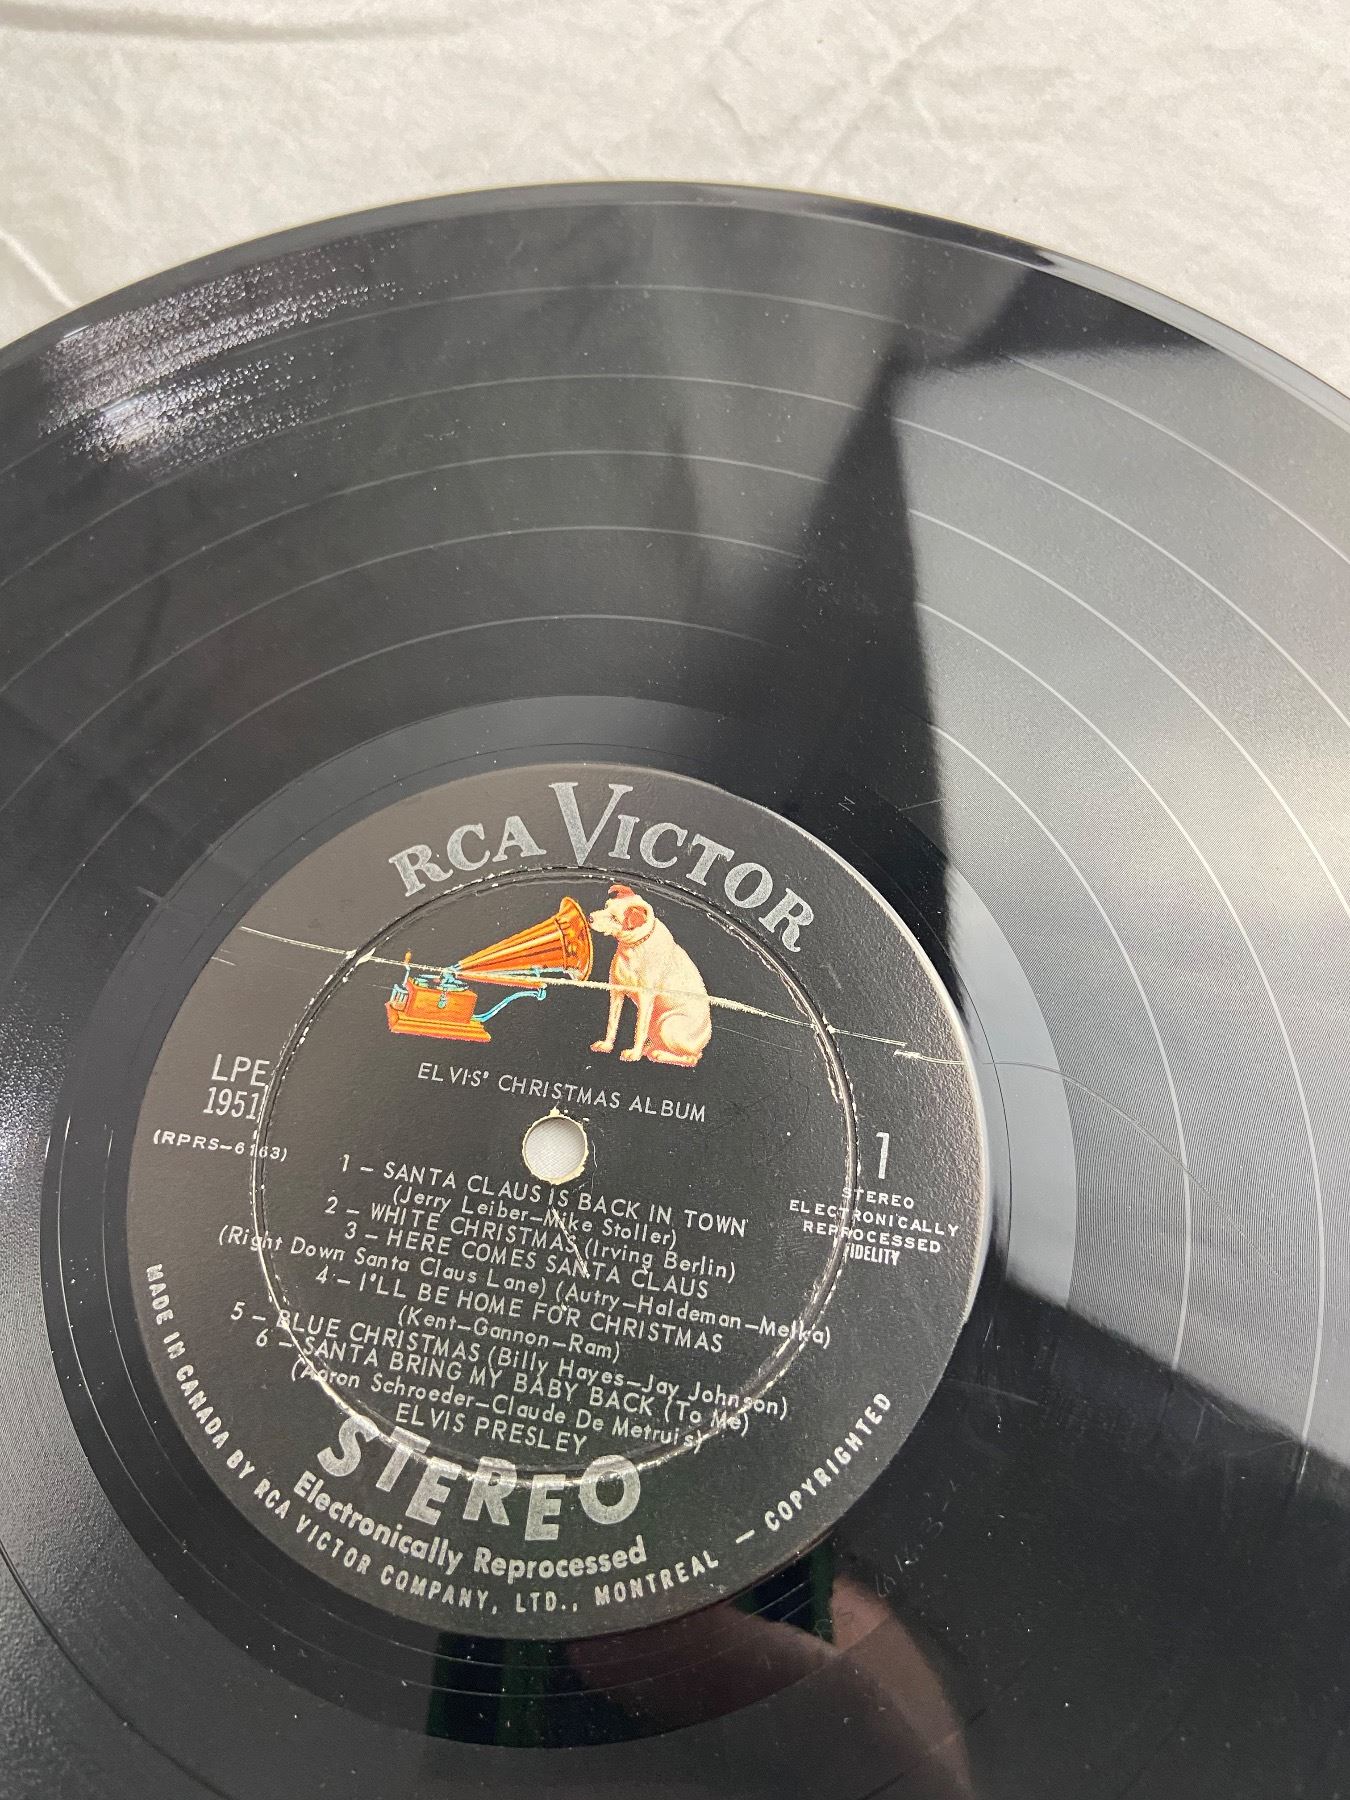 RCA VICTOR
LPE
1951
(RPRS-6163)
ELVIS' CHRISTMAS ALBUM
1
STEREO
ELECTRONICALLY
REPROCESSED
FIDELITY
1 - SANTA CLAUS IS BACK IN TOWN
(Jerry Leiber-Mike Stoller)
2 - WHITE CHRISTMAS (Irving Berlin)
3 - HERE COMES SANTA CLAUS
(Right Down Santa Claus Lane) (Autry-Haldeman-Melka)
4 - I'LL BE HOME FOR CHRISTMAS
(Kent-Gannon-Ram)
5 - BLUE CHRISTMAS (Billy Hayes-Jay Johnson)
6 - SANTA BRING MY BABY BACK (To Me)
(Aaron Schroeder-Claude De Metruis)
ELVIS PRESLEY
STEREO
Electronically Reprocessed
MADE IN CANADA BY RCA VICTOR COMPANY, LTD., MONTREAL - COPYRIGHTED